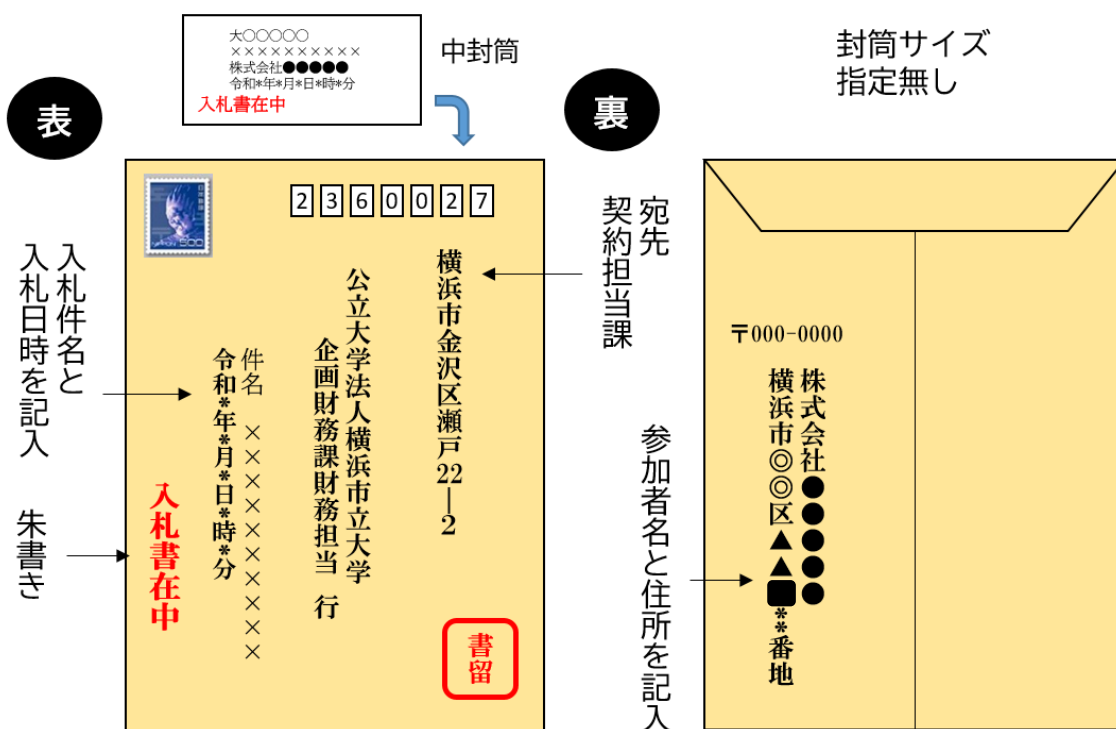 大〇〇〇〇〇
××××××××××
株式会社●●●●●
令和*年*月*日*時*分
入札書在中
中封筒
封筒サイズ
指定無し
表
裏
2360027
横浜市金沢区瀬戸22―2
公立大学法人横浜市立大学
企画財務課財務担当 行
件名 ××××××××××
令和*年*月*日*時*分
入札書在中
書留
入札件名と
入札日時を記入
朱書き
宛先
契約担当課
〒000-0000
株式会社●●●●●
横浜市◎◎区▲▲■**番地
参加者名と住所を記入